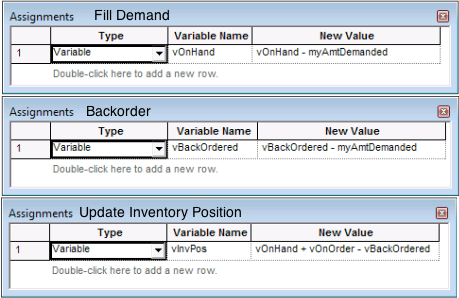 Assignments Fill Demand
Type Variable Name New Value
1 Variable vOnHand vOnHand - myAmtDemanded
Double-click here to add a new row.
Assignments Backorder
Type Variable Name New Value
1 Variable vBackOrdered vBackOrdered - myAmtDemanded
Double-click here to add a new row.
Assignments Update Inventory Position
Type Variable Name New Value
1 Variable vInvPos vOnHand + vOnOrder - vBackOrdered
Double-click here to add a new row.